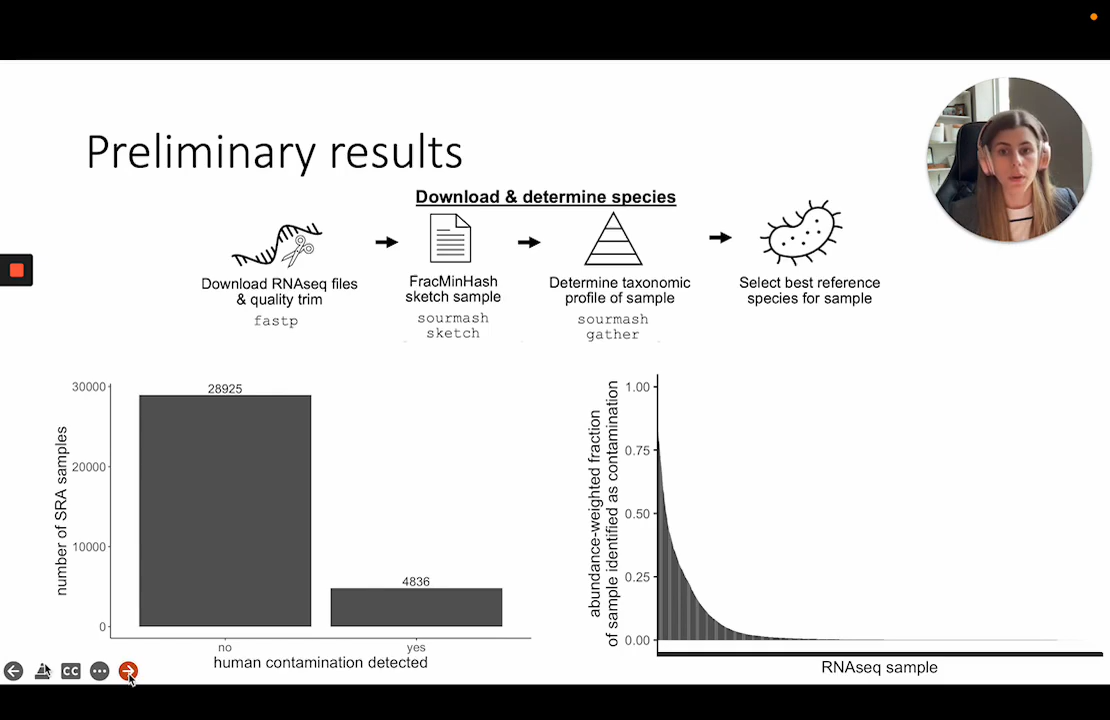 Preliminary results
Download & determine species
Download RNAseq files
& quality trim
fastp
FracMinHash
sketch sample
sourmash
sketch
Determine taxonomic
profile of sample
sourmash
gather
Select best reference
species for sample
number of SRA samples
30000
20000
10000
0
28925
4836
no
yes
human contamination detected
abundance-weighted fraction
of sample identified as contamination
1.00
0.75
0.50
0.25
0.00
RNAseq sample
CC